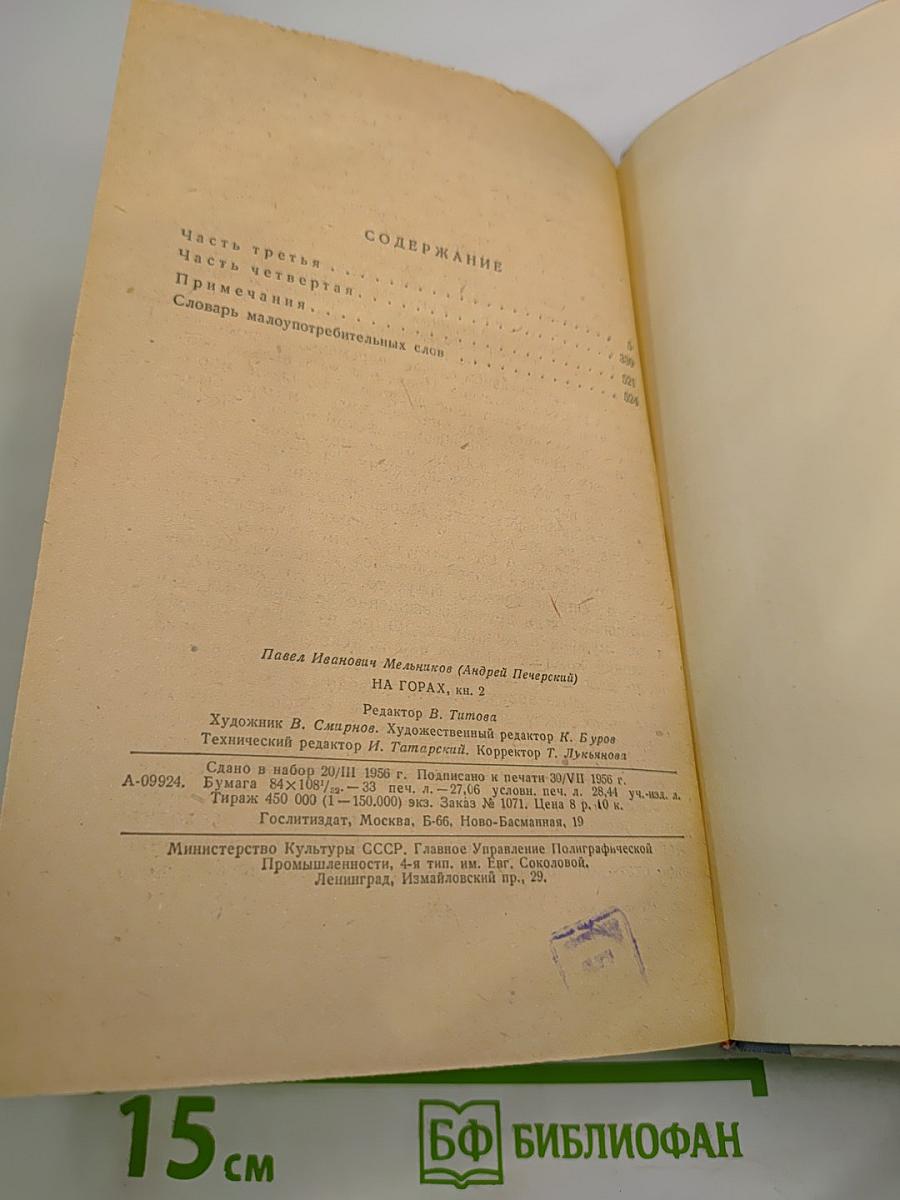 СОДЕРЖАНИЕ
Часть третья . . . . . . . . . . . . . . . . 5
Часть четвертая . . . . . . . . . . . . . . 330
Примечания . . . . . . . . . . . . . . . . 521
Словарь малоупотребительных слов . . . . . . . . . 524
Павел Иванович Мельников (Андрей Печерский)
НА ГОРАХ, кн. 2
Редактор В. Титова
Художник В. Смирнов. Художественный редактор К. Буров
Технический редактор И. Татарский. Корректор Т. Лукьянова
Сдано в набор 20/III 1956 г. Подписано к печати 30/VII 1956 г.
А-09924. Бумага 84×108¹/₃₂.—33 печ. л.—27,06 условн. печ. л. 28,44 уч.-изд. л.
Тираж 450 000 (1—150.000) экз. Заказ № 1071. Цена 8 р. 10 к.
Гослитиздат, Москва, Б-66, Ново-Басманная, 19
Министерство Культуры СССР. Главное Управление Полиграфической
Промышленности, 4-я тип. им. Евг. Соколовой.
Ленинград, Измайловский пр., 29.
15 см
БФ БИБЛИОФАН